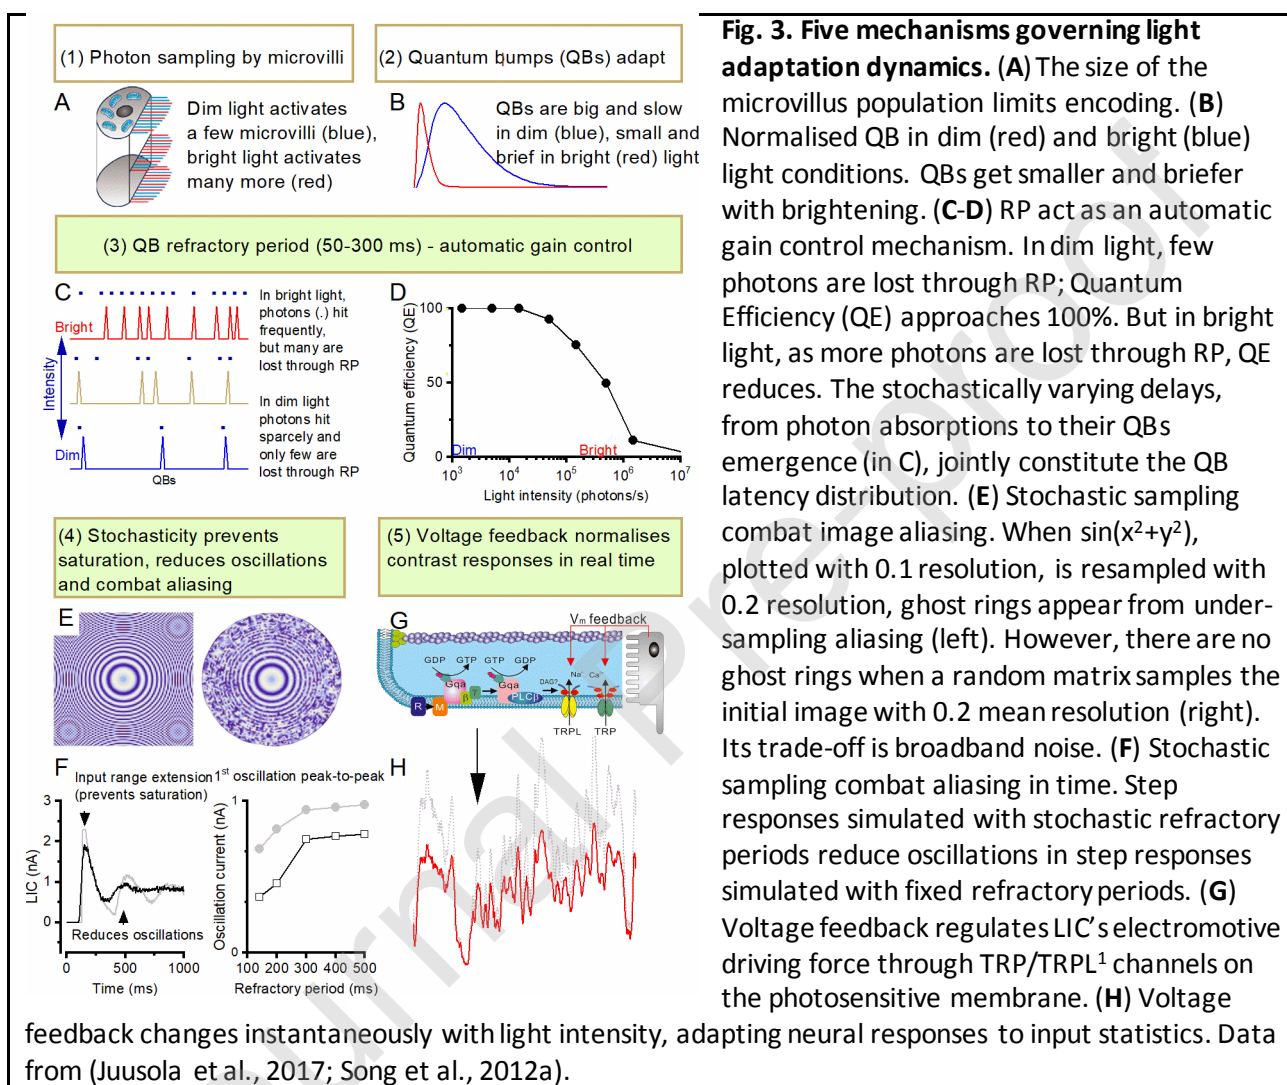 (1) Photon sampling by microvilli
(2) Quantum bumps (QBs) adapt
A
Dim light activates
a few microvilli (blue),
bright light activates
many more (red)
B
QBs are big and slow
in dim (blue), small and
brief in bright (red) light
(3) QB refractory period (50-300 ms) - automatic gain control
C
Bright
Intensity
Dim
QBs
In bright light,
photons (.) hit
frequently,
but many are
lost through RP
In dim light
photons hit
sparcely and
only few are
lost through RP
D
Quantum efficiency (QE)
100
50
0
Dim
Bright
10³ 10⁴ 10⁵ 10⁶ 10⁷
Light intensity (photons/s)
(4) Stochasticity prevents
saturation, reduces oscillations
and combat aliasing
(5) Voltage feedback normalises
contrast responses in real time
E
G
Vm feedback
GDP GTP GTP GDP
Gqa β γ Gqa PLCβ
DAG? Na⁺ Ca²⁺
R M
TRPL TRP
F
Input range extension
(prevents saturation)
LIC (nA)
3
2
1
0
Reduces oscillations
0 500 1000
Time (ms)
1st oscillation peak-to-peak
Oscillation current (nA)
1
0
100 200 300 400 500
Refractory period (ms)
H
Fig. 3. Five mechanisms governing light
adaptation dynamics. (A) The size of the
microvillus population limits encoding. (B)
Normalised QB in dim (red) and bright (blue)
light conditions. QBs get smaller and briefer
with brightening. (C-D) RP act as an automatic
gain control mechanism. In dim light, few
photons are lost through RP; Quantum
Efficiency (QE) approaches 100%. But in bright
light, as more photons are lost through RP, QE
reduces. The stochastically varying delays,
from photon absorptions to their QBs
emergence (in C), jointly constitute the QB
latency distribution. (E) Stochastic sampling
combat image aliasing. When sin(x²+y²),
plotted with 0.1 resolution, is resampled with
0.2 resolution, ghost rings appear from under-
sampling aliasing (left). However, there are no
ghost rings when a random matrix samples the
initial image with 0.2 mean resolution (right).
Its trade-off is broadband noise. (F) Stochastic
sampling combat aliasing in time. Step
responses simulated with stochastic refractory
periods reduce oscillations in step responses
simulated with fixed refractory periods. (G)
Voltage feedback regulates LIC's electromotive
driving force through TRP/TRPL¹ channels on
the photosensitive membrane. (H) Voltage
feedback changes instantaneously with light intensity, adapting neural responses to input statistics. Data
from (Juusola et al., 2017; Song et al., 2012a).
urnal Pre-proof